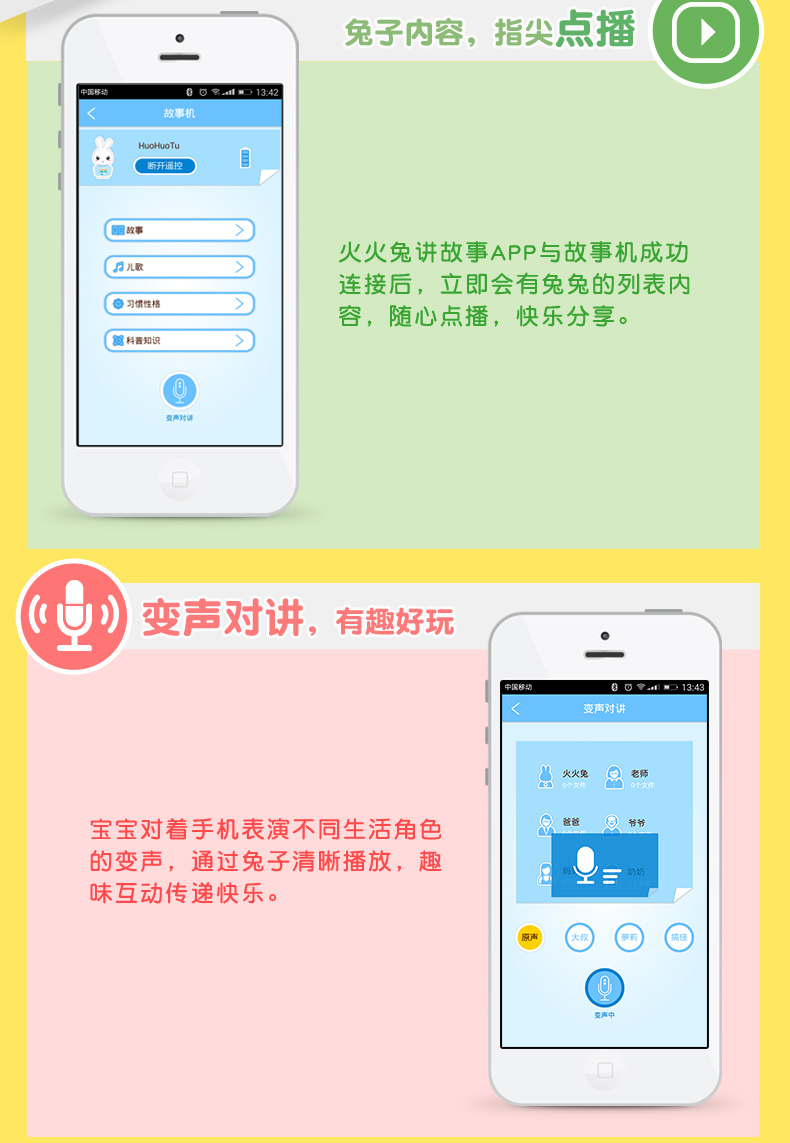 兔子内容，指尖点播
中国移动 13:42
故事机
HuoHuoTu
断开遥控
故事
儿歌
习惯性格
科普知识
变声对讲
火火兔讲故事APP与故事机成功
连接后，立即会有兔兔的列表内
容，随心点播，快乐分享。
变声对讲，有趣好玩
中国移动 13:43
变声对讲
火火兔 老师
0个文件 0个文件
爸爸 爷爷
奶奶
原声 大叔 萝莉 搞怪
变声中
宝宝对着手机表演不同生活角色
的变声，通过兔子清晰播放，趣
味互动传递快乐。